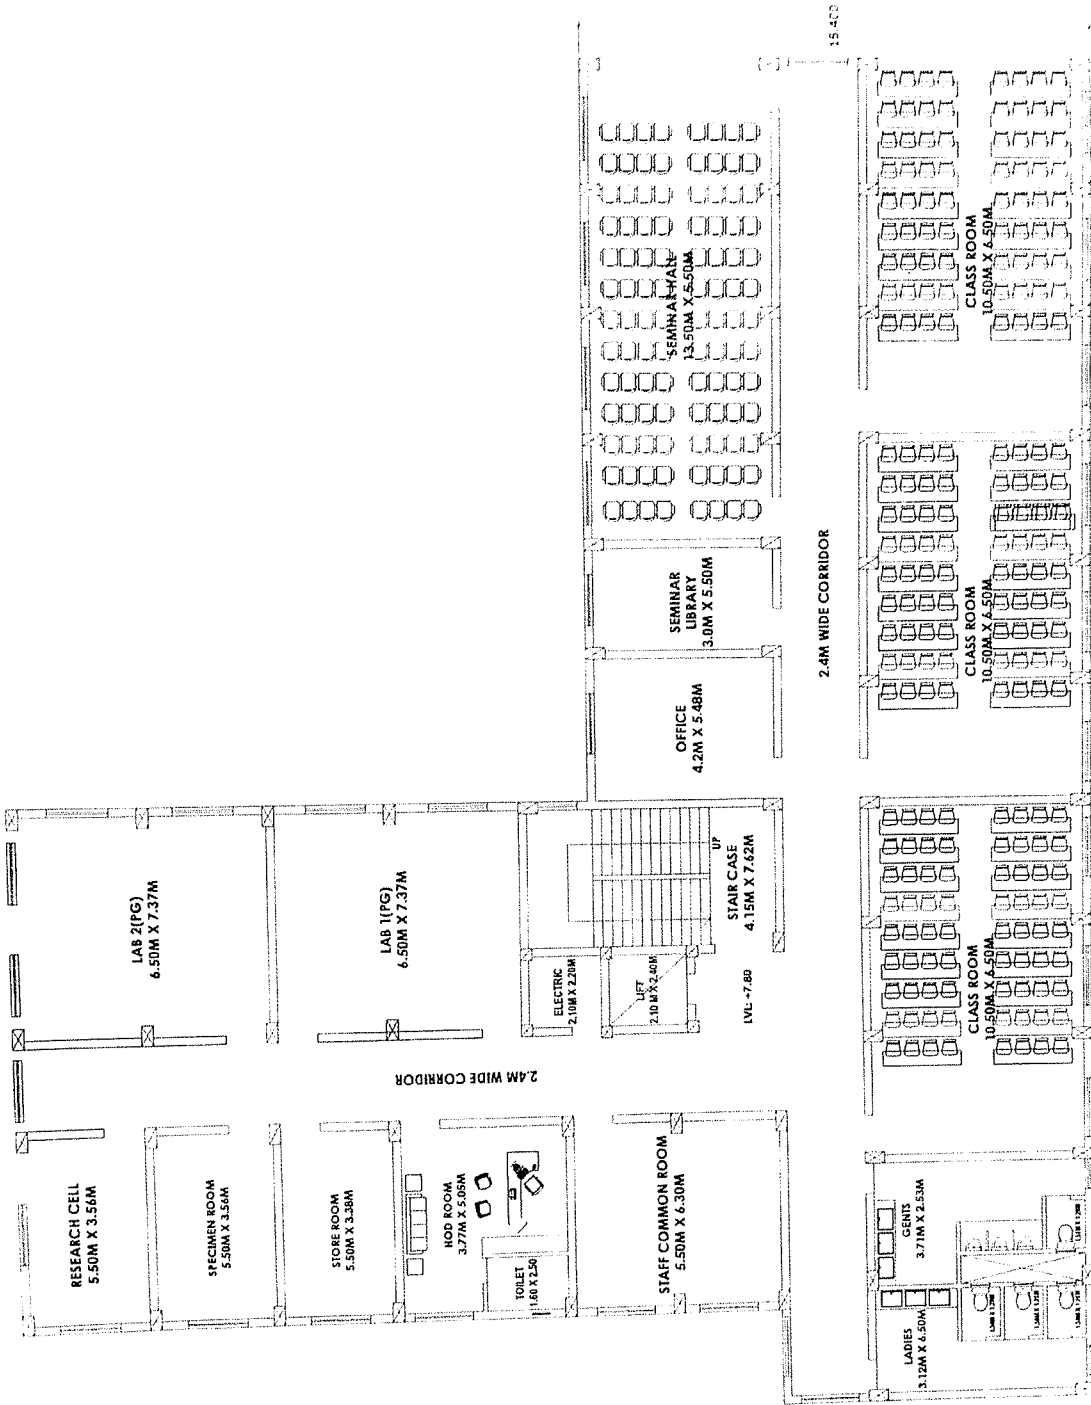 15.400
SEMINAR HALL
13.50M X 5.50M
CLASS ROOM
10.50M X 6.50M
SEMINAR
LIBRARY
3.0M X 5.50M
2.4M WIDE CORRIDOR
CLASS ROOM
10.50M X 6.50M
OFFICE
4.2M X 5.48M
LAB 2(PG)
6.50M X 7.37M
LAB 1(PG)
6.50M X 7.37M
UP
STAIR CASE
4.15M X 7.62M
ELECTRIC
2.10M X 2.20M
LIFT
2.10 M X 2.40M
LVL: +7.80
CLASS ROOM
10.50M X 6.50M
2.4M WIDE CORRIDOR
RESEARCH CELL
5.50M X 3.56M
SPECIMEN ROOM
5.50M X 3.56M
STORE ROOM
5.50M X 3.38M
HOD ROOM
3.77M X 5.05M
TOILET
1.60 X 2.50
STAFF COMMON ROOM
5.50M X 6.30M
GENTS
3.71M X 2.53M
LADIES
3.12M X 6.50M